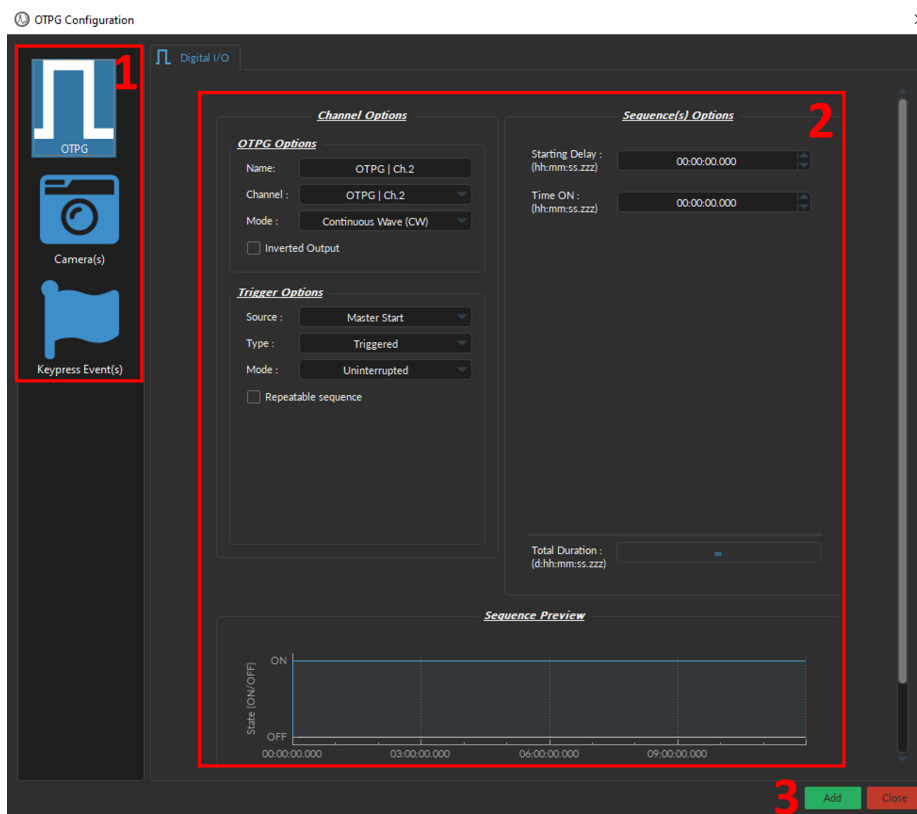 OTPG Configuration
1
OTPG
Camera(s)
Keypress Event(s)
Digital I/O
2
Channel Options
OTPG Options
Name: OTPG | Ch.2
Channel : OTPG | Ch.2
Mode : Continuous Wave (CW)
Inverted Output
Trigger Options
Source : Master Start
Type : Triggered
Mode : Uninterrupted
Repeatable sequence
Sequence(s) Options
Starting Delay :
(hh:mm:ss.zzz) 00:00:00.000
Time ON :
(hh:mm:ss.zzz) 00:00:00.000
Total Duration :
(d:hh:mm:ss.zzz) ∞
Sequence Preview
State (ON/OFF)
ON
OFF
00:00:00.000 03:00:00.000 06:00:00.000 09:00:00.000
3
Add Close